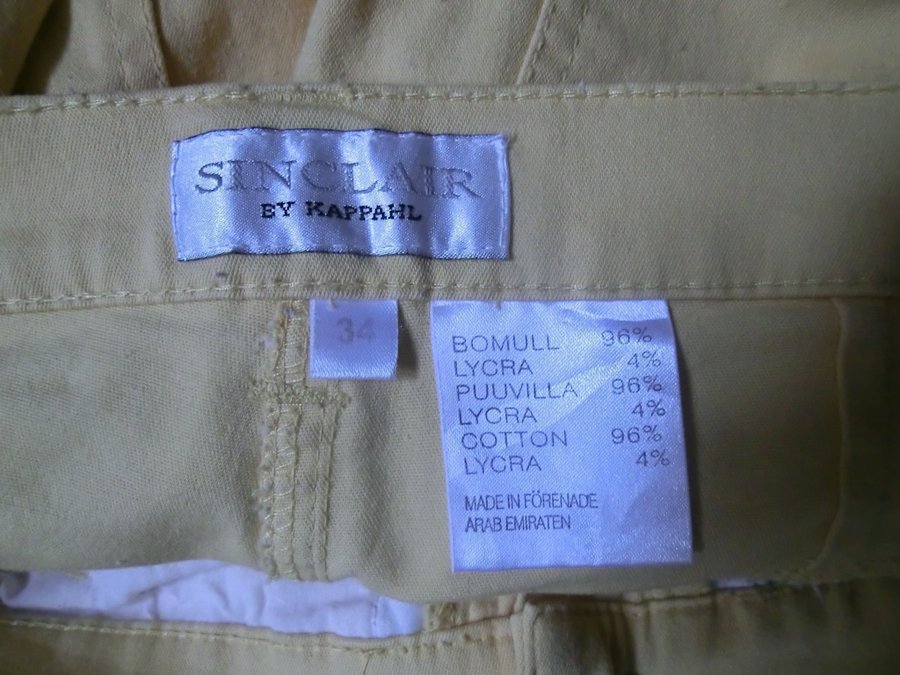 SINCLAIR
BY KAPPAHL
34
BOMULL 96%
LYCRA 4%
PUUVILLA 96%
LYCRA 4%
COTTON 96%
LYCRA 4%
MADE IN FÖRENADE
ARAB EMIRATEN